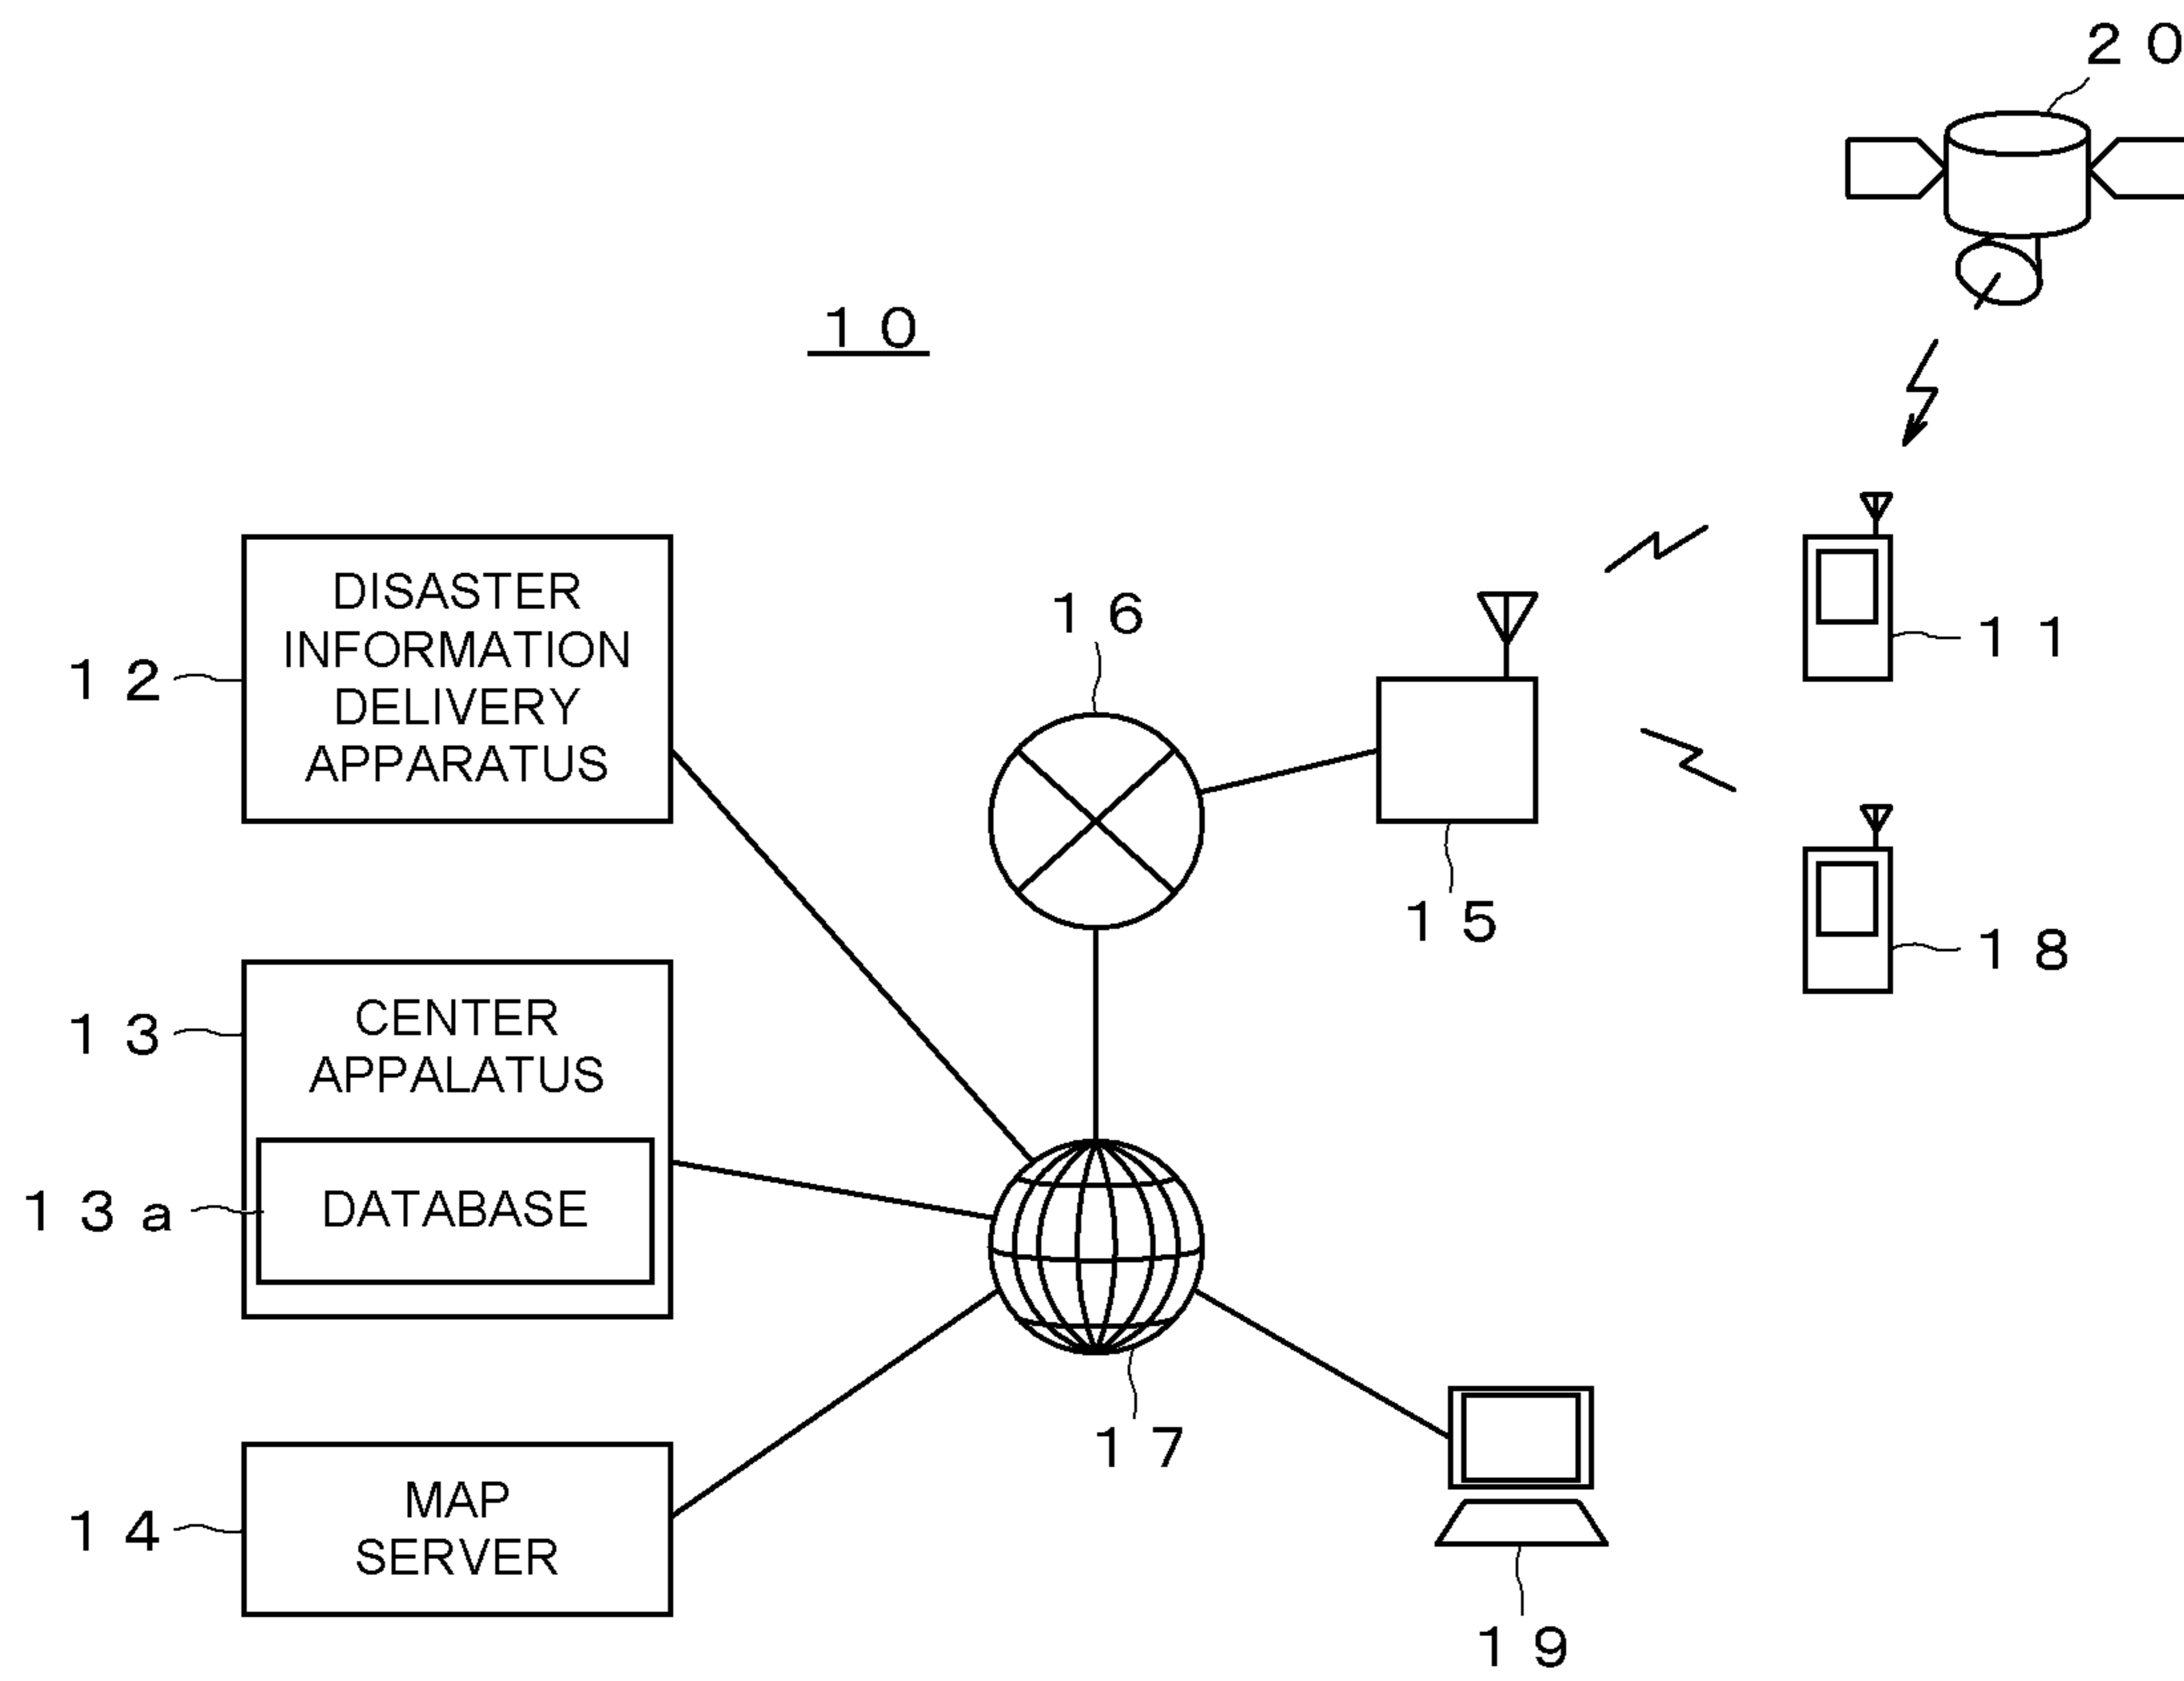 20
10
16
11
12
DISASTER
INFORMATION
DELIVERY
APPARATUS
15
18
13
CENTER
APPALATUS
13a
DATABASE
17
14
MAP
SERVER
19